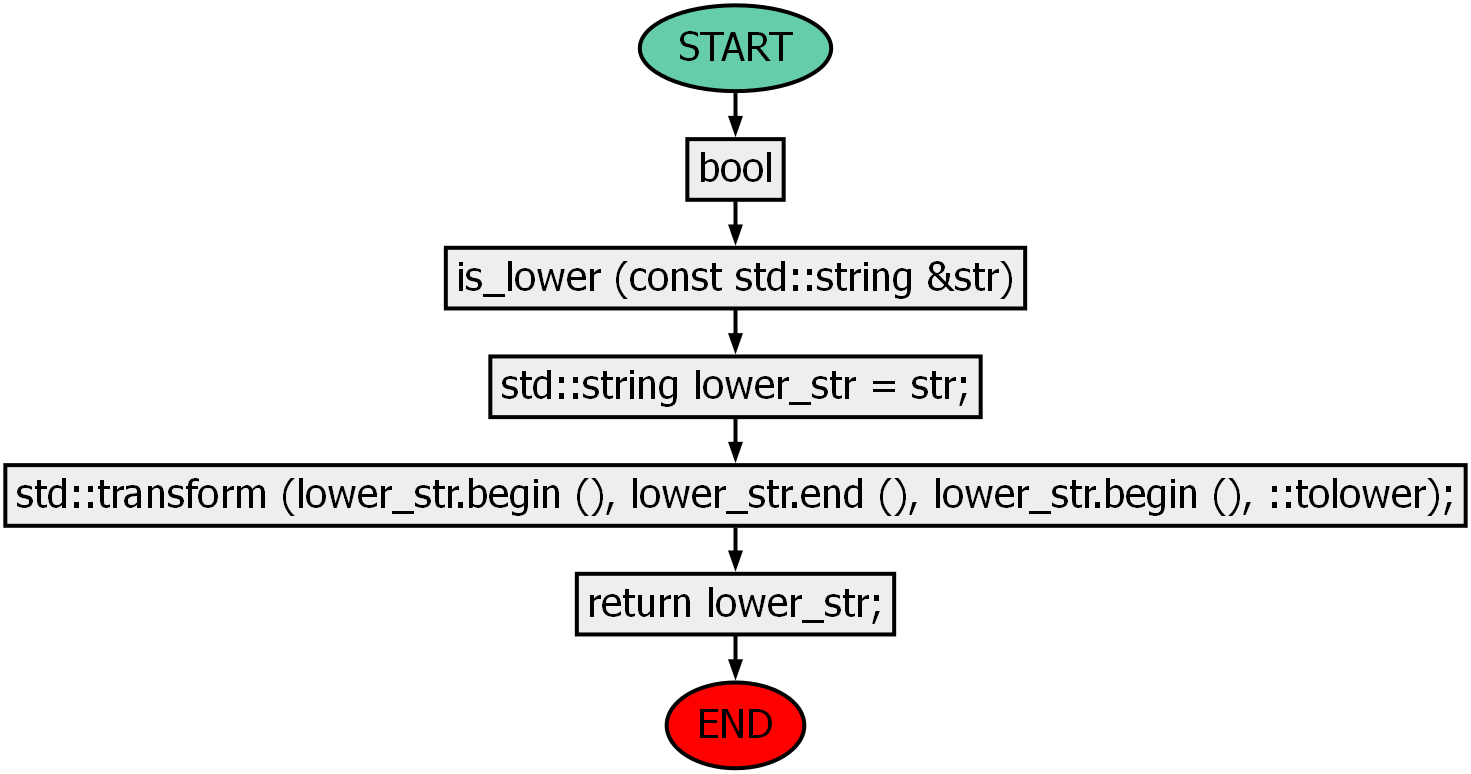 START
bool
is_lower (const std::string &str)
std::string lower_str = str;
std::transform (lower_str.begin (), lower_str.end (), lower_str.begin (), ::tolower);
return lower_str;
END